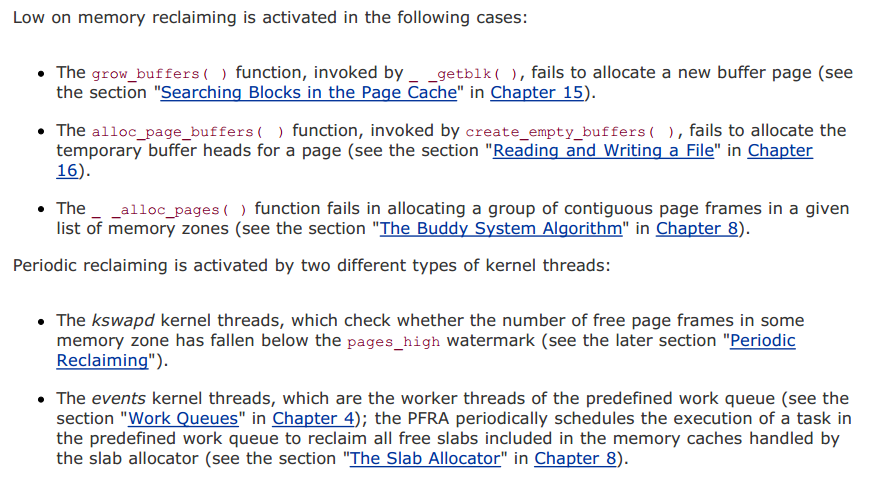 Low on memory reclaiming is activated in the following cases:
• The grow_buffers( ) function, invoked by _ _getblk( ), fails to allocate a new buffer page (see
the section "Searching Blocks in the Page Cache" in Chapter 15).
• The alloc_page_buffers( ) function, invoked by create_empty_buffers( ), fails to allocate the
temporary buffer heads for a page (see the section "Reading and Writing a File" in Chapter
16).
• The _ _alloc_pages( ) function fails in allocating a group of contiguous page frames in a given
list of memory zones (see the section "The Buddy System Algorithm" in Chapter 8).
Periodic reclaiming is activated by two different types of kernel threads:
• The kswapd kernel threads, which check whether the number of free page frames in some
memory zone has fallen below the pages_high watermark (see the later section "Periodic
Reclaiming").
• The events kernel threads, which are the worker threads of the predefined work queue (see the
section "Work Queues" in Chapter 4); the PFRA periodically schedules the execution of a task in
the predefined work queue to reclaim all free slabs included in the memory caches handled by
the slab allocator (see the section "The Slab Allocator" in Chapter 8).